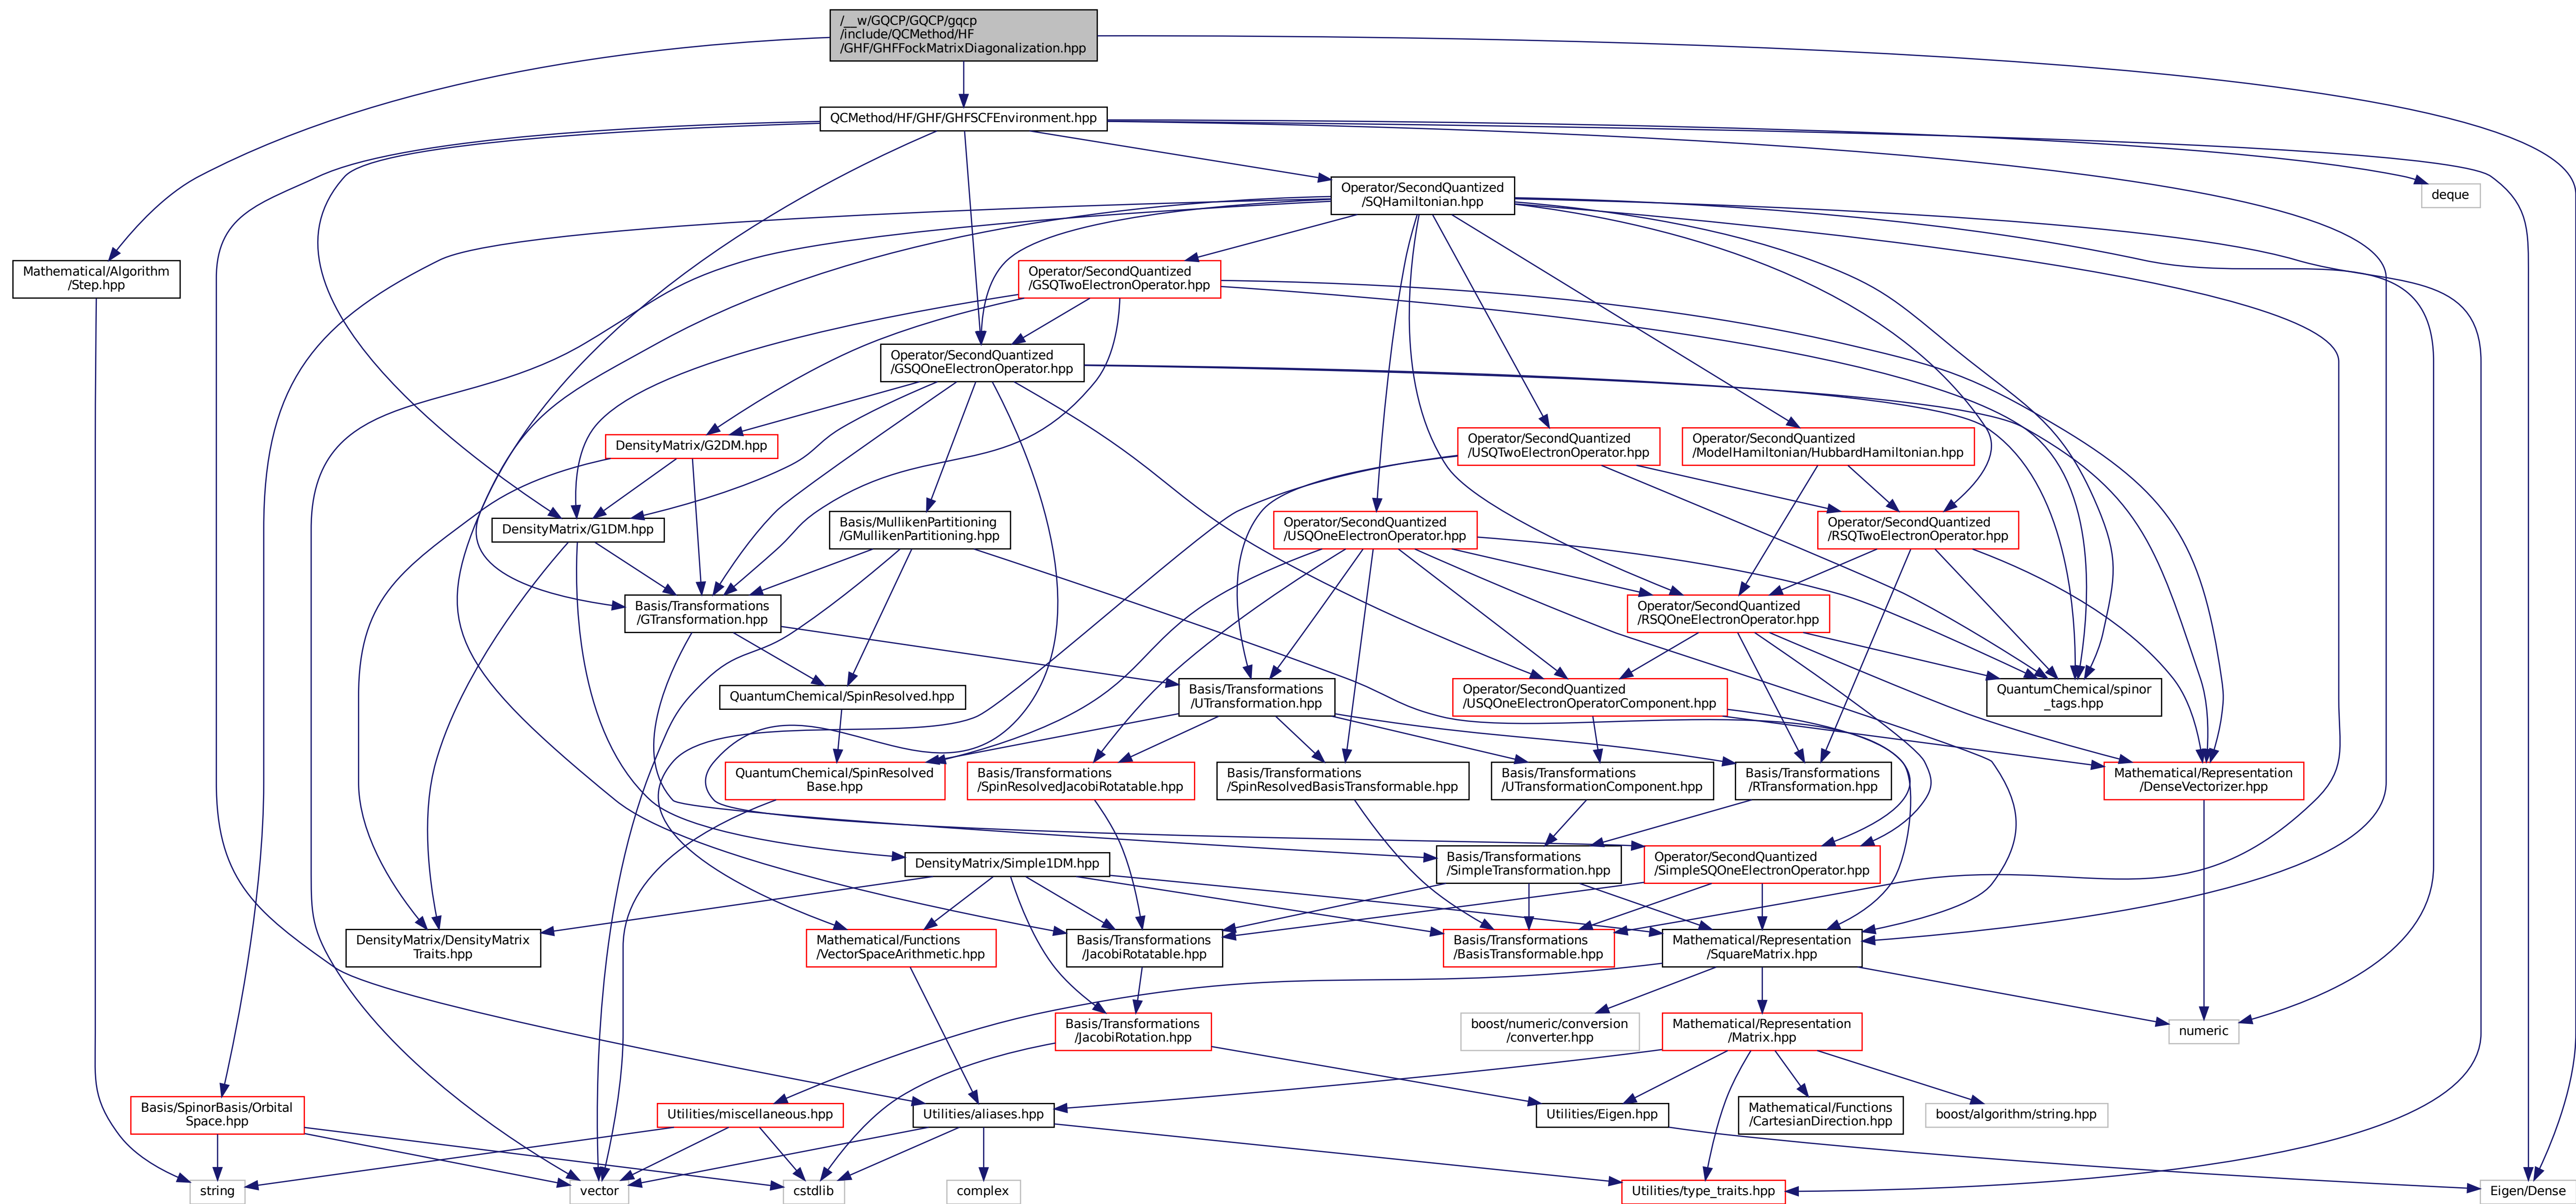 /__w/GQCP/GQCP/gqcp
/include/QCMethod/HF
/GHF/GHFFockMatrixDiagonalization.hpp
QCMethod/HF/GHF/GHFSCFEnvironment.hpp
Operator/SecondQuantized
/SQHamiltonian.hpp
deque
Mathematical/Algorithm
/Step.hpp
Operator/SecondQuantized
/GSQTwoElectronOperator.hpp
Operator/SecondQuantized
/GSQOneElectronOperator.hpp
DensityMatrix/G2DM.hpp
Operator/SecondQuantized
/USQTwoElectronOperator.hpp
Operator/SecondQuantized
/ModelHamiltonian/HubbardHamiltonian.hpp
DensityMatrix/G1DM.hpp
Basis/MullikenPartitioning
/GMullikenPartitioning.hpp
Operator/SecondQuantized
/USQOneElectronOperator.hpp
Operator/SecondQuantized
/RSQTwoElectronOperator.hpp
Basis/Transformations
/GTransformation.hpp
Operator/SecondQuantized
/RSQOneElectronOperator.hpp
QuantumChemical/SpinResolved.hpp
Basis/Transformations
/UTransformation.hpp
Operator/SecondQuantized
/USQOneElectronOperatorComponent.hpp
QuantumChemical/spinor
_tags.hpp
QuantumChemical/SpinResolved
Base.hpp
Basis/Transformations
/SpinResolvedJacobiRotatable.hpp
Basis/Transformations
/SpinResolvedBasisTransformable.hpp
Basis/Transformations
/UTransformationComponent.hpp
Basis/Transformations
/RTransformation.hpp
Mathematical/Representation
/DenseVectorizer.hpp
DensityMatrix/Simple1DM.hpp
Basis/Transformations
/SimpleTransformation.hpp
Operator/SecondQuantized
/SimpleSQOneElectronOperator.hpp
DensityMatrix/DensityMatrix
Traits.hpp
Mathematical/Functions
/VectorSpaceArithmetic.hpp
Basis/Transformations
/JacobiRotatable.hpp
Basis/Transformations
/BasisTransformable.hpp
Mathematical/Representation
/SquareMatrix.hpp
Basis/Transformations
/JacobiRotation.hpp
boost/numeric/conversion
/converter.hpp
Mathematical/Representation
/Matrix.hpp
numeric
Basis/SpinorBasis/Orbital
Space.hpp
Utilities/miscellaneous.hpp
Utilities/aliases.hpp
Utilities/Eigen.hpp
Mathematical/Functions
/CartesianDirection.hpp
boost/algorithm/string.hpp
string
vector
cstdlib
complex
Utilities/type_traits.hpp
Eigen/Dense